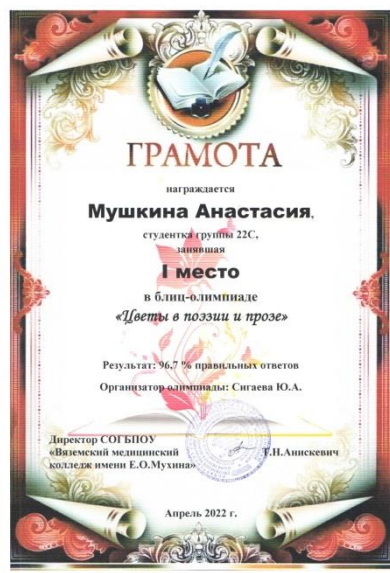 ГРАМОТА
награждается
Мушкина Анастасия,
студентка группы 22С,
занявшая
I место
в блиц-олимпиаде
«Цветы в поэзии и прозе»
Результат: 96,7 % правильных ответов
Организатор олимпиады: Сигаева Ю.А.
Директор СОГБПОУ
«Вяземский медицинский Т.Н.Анискевич
колледж имени Е.О.Мухина»
Апрель 2022 г.